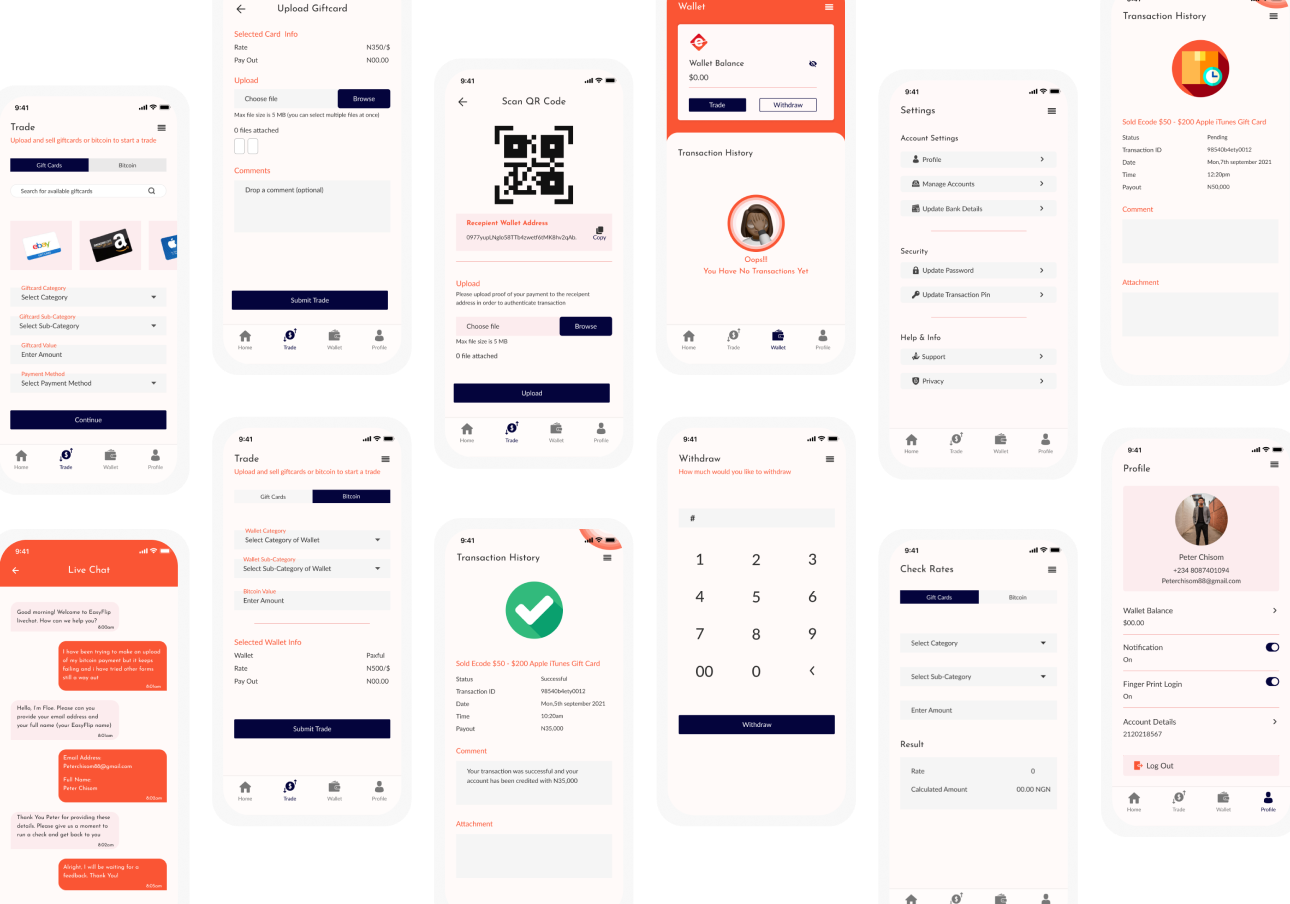 9:41
Trade
Upload and sell giftcards or bitcoin to start a trade
Gift Cards
Bitcoin
Search for available giftcards
ebay
a
Giftcard Category
Select Category
Giftcard Sub-Category
Select Sub-Category
Giftcard Value
Enter Amount
Payment Method
Select Payment Method
Continue
Home
Trade
Wallet
Profile
9:41
Live Chat
Good morning! Welcome to EasyFlip
livechat. How can we help you?
8:00am
I have been trying to make an upload
of my bitcoin payment but it keeps
failing and i have tried other forms
still a way out
8:01am
Hello, I'm Floe. Please can you
provide your email address and
your full name (your EasyFlip name)
8:01am
Email Address:
Peterchisom88@gmail.com
Full Name:
Peter Chisom
Thank You Peter for providing these
details. Please give us a moment to
run a check and get back to you
8:02am
Alright, I will be waiting for a
feedback. Thank You!
Upload Giftcard
Selected Card Info
Rate
N350/$
Pay Out
N00.00
Upload
Choose file
Browse
Max file size is 5 MB (you can select multiple files at once)
0 files attached
Comments
Drop a comment (optional)
Submit Trade
Home
Trade
Wallet
Profile
9:41
Trade
Upload and sell giftcards or bitcoin to start a trade
Gift Cards
Bitcoin
Wallet Category
Select Category of Wallet
Wallet Sub-Category
Select Sub-Category of Wallet
Bitcoin Value
Enter Amount
Selected Wallet Info
Wallet
Paxful
Rate
N500/$
Pay Out
N00.00
Submit Trade
Home
Trade
Wallet
Profile
9:41
Scan QR Code
Recepient Wallet Address
Copy
Upload
Please upload proof of your payment to the receipent
address in order to authenticate transaction
Choose file
Browse
Max file size is 5 MB
0 file attached
Upload
Home
Trade
Wallet
Profile
9:41
Transaction History
Sold Ecode $50 - $200 Apple iTunes Gift Card
Status
Successful
Transaction ID
98540b4ety0012
Date
Mon,5th september 2021
Time
10:20am
Payout
N35,000
Comment
Your transaction was successful and your
account has been credited with N35,000
Attachment
Wallet
e
Wallet Balance
$0.00
Trade
Withdraw
Transaction History
Oops!!!
You Have No Transactions Yet
Home
Trade
Wallet
Profile
9:41
Withdraw
How much would you like to withdraw
#
1
2
3
4
5
6
7
8
9
00
0
Withdraw
9:41
Settings
Account Settings
Profile
Manage Accounts
Update Bank Details
Security
Update Password
Update Transaction Pin
Help & Info
Support
Privacy
Home
Trade
Wallet
Profile
9:41
Check Rates
Gift Cards
Bitcoin
Select Category
Select Sub-Category
Enter Amount
Result
Rate
0
Calculated Amount
00.00 NGN
Transaction History
Sold Ecode $50 - $200 Apple iTunes Gift Card
Status
Pending
Transaction ID
98540b4ety0012
Date
Mon,7th september 2021
Time
12:20pm
Payout
N50,000
Comment
Attachment
9:41
Profile
Peter Chisom
+234 8087401094
Peterchisom88@gmail.com
Wallet Balance
$00.00
Notification
On
Finger Print Login
On
Account Details
2120218567
Log Out
Home
Trade
Wallet
Profile